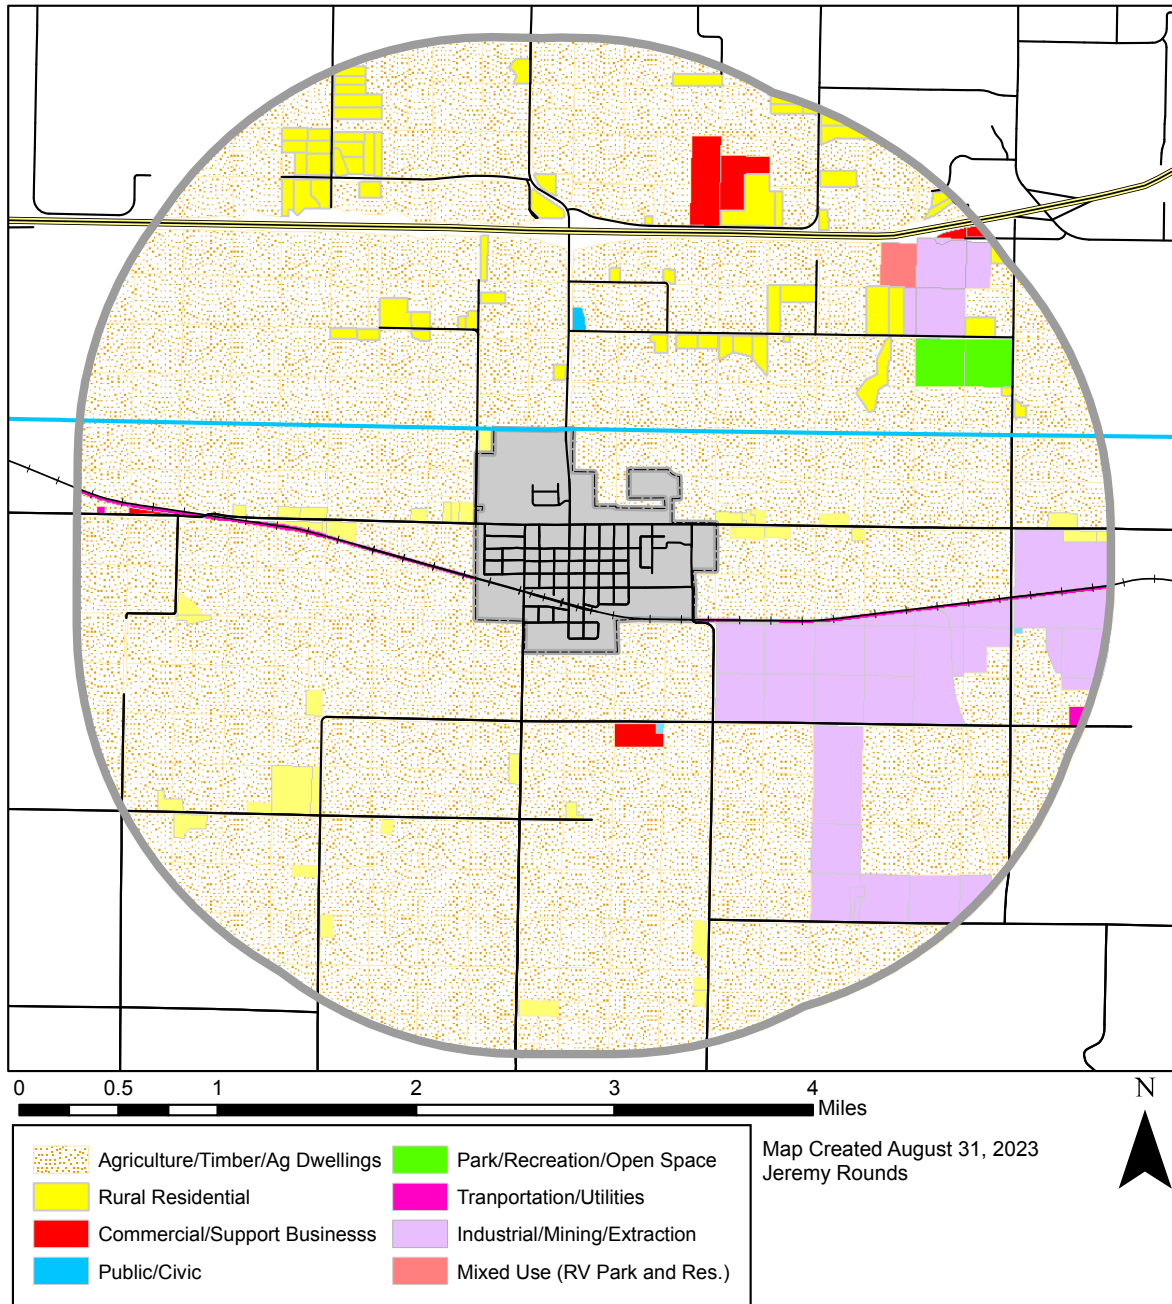 0 0.5 1 2 3 4
Miles
N
Agriculture/Timber/Ag Dwellings
Rural Residential
Commercial/Support Businesss
Public/Civic
Park/Recreation/Open Space
Tranportation/Utilities
Industrial/Mining/Extraction
Mixed Use (RV Park and Res.)
Map Created August 31, 2023
Jeremy Rounds